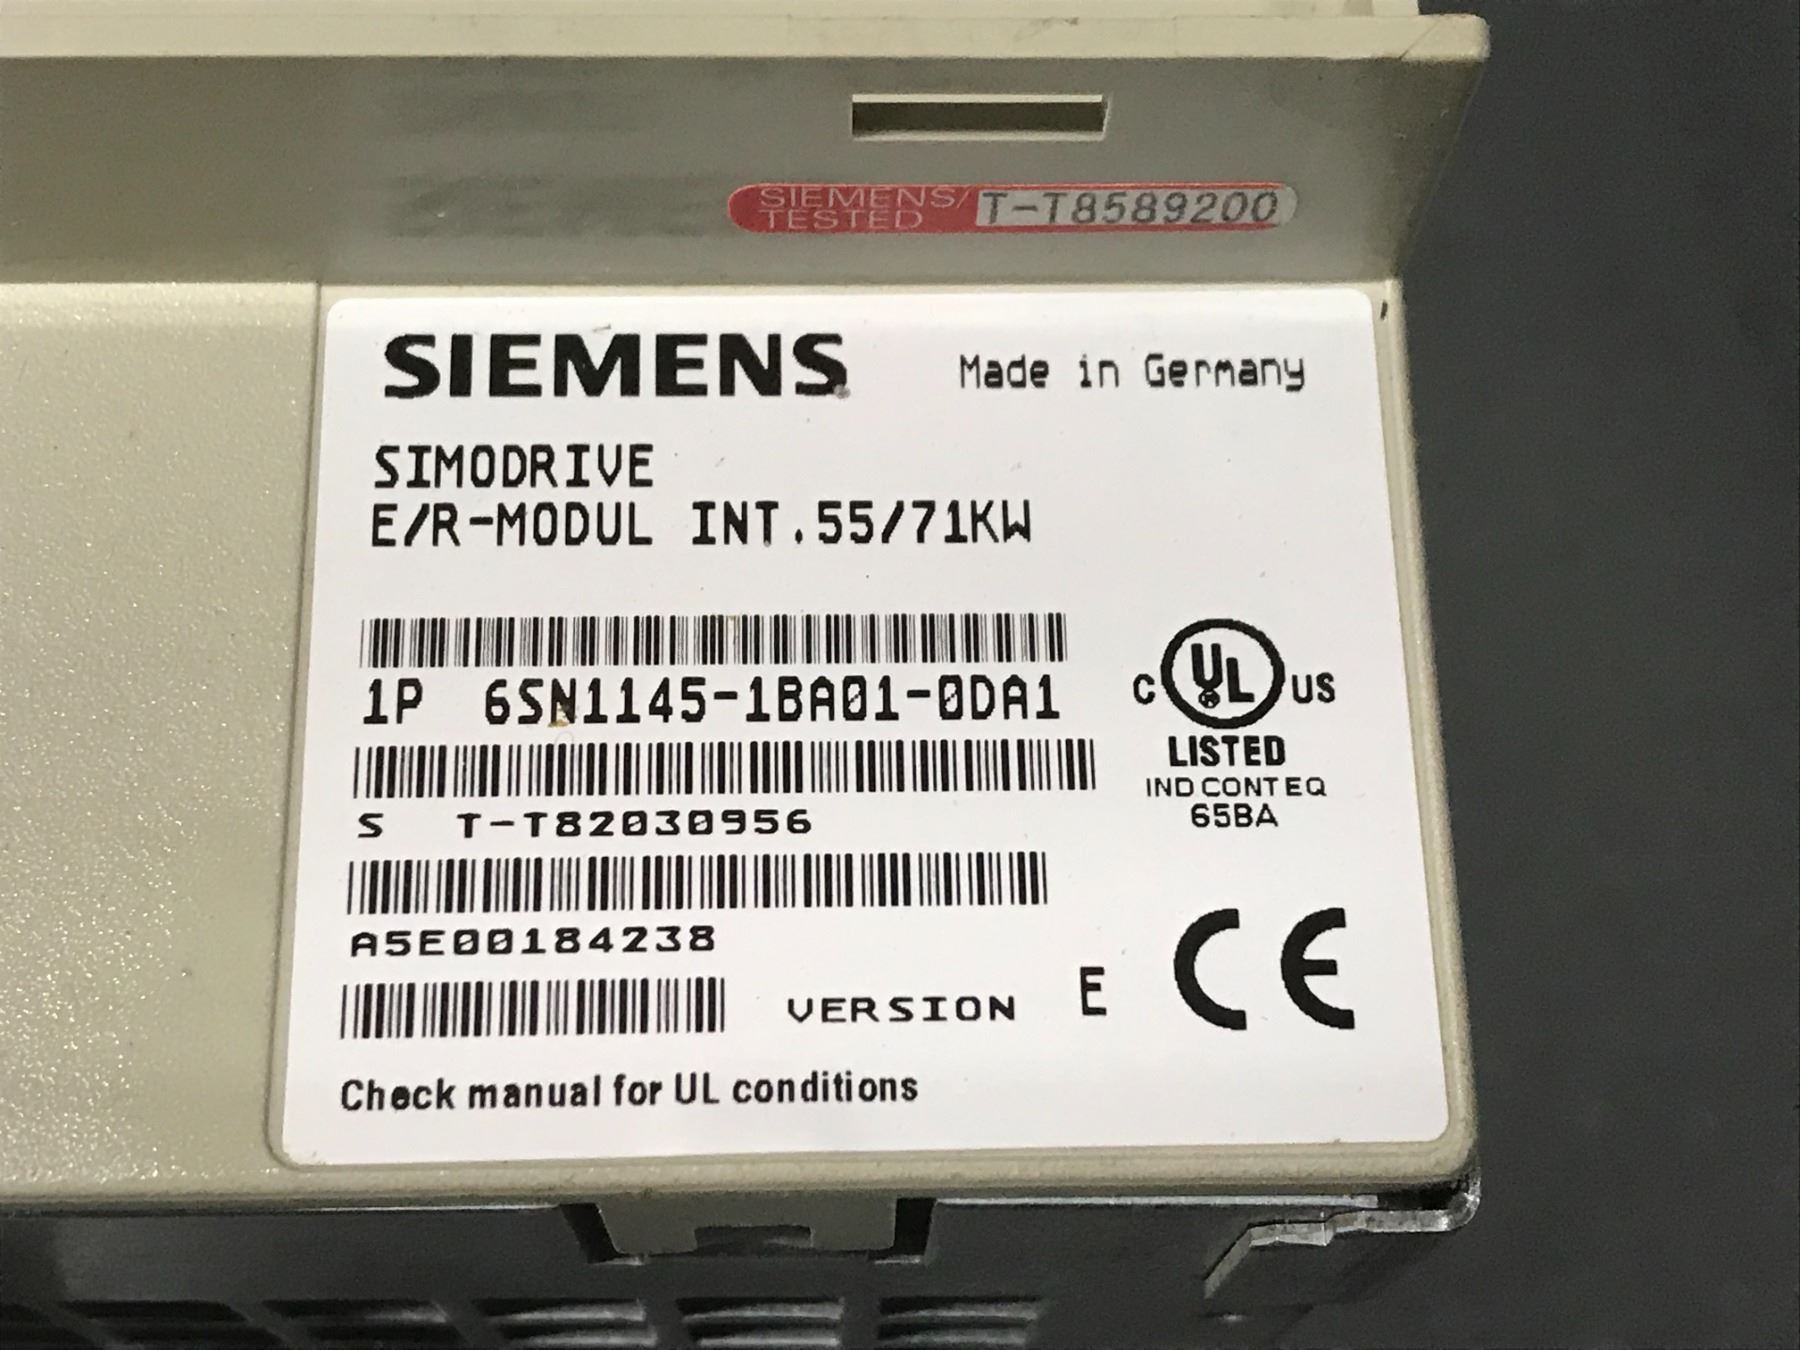 SIEMENS/ T-T8589200
TESTED
SIEMENS Made in Germany
SIMODRIVE
E/R-MODUL INT.55/71KW
1P 6SN1145-1BA01-0DA1
C UL US
LISTED
IND CONT EQ
65BA
S T-T82030956
A5E00184238
VERSION E CE
Check manual for UL conditions